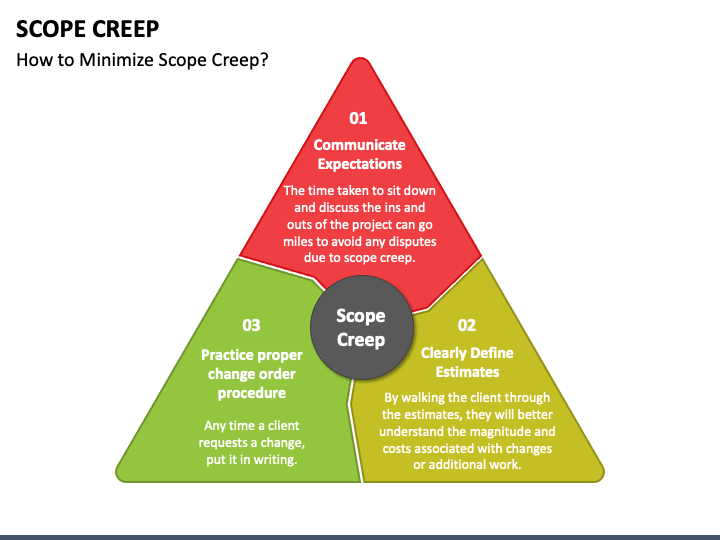 SCOPE CREEP
How to Minimize Scope Creep?
01
Communicate
Expectations
The time taken to sit down
and discuss the ins and
outs of the project can go
miles to avoid any disputes
due to scope creep.
Scope
Creep
02
Clearly Define
Estimates
By walking the client through
the estimates, they will better
understand the magnitude and
costs associated with changes
or additional work.
03
Practice proper
change order
procedure
Any time a client
requests a change,
put it in writing.